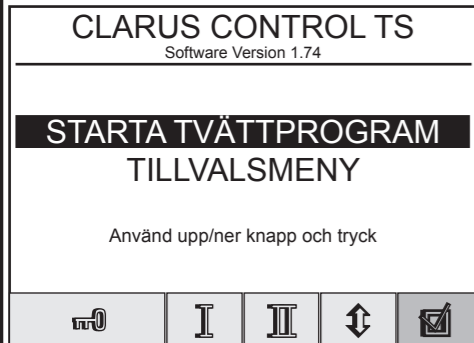 CLARUS CONTROL TS
Software Version 1.74
STARTA TVÄTTPROGRAM
TILLVALSMENY
Använd upp/ner knapp och tryck
I II